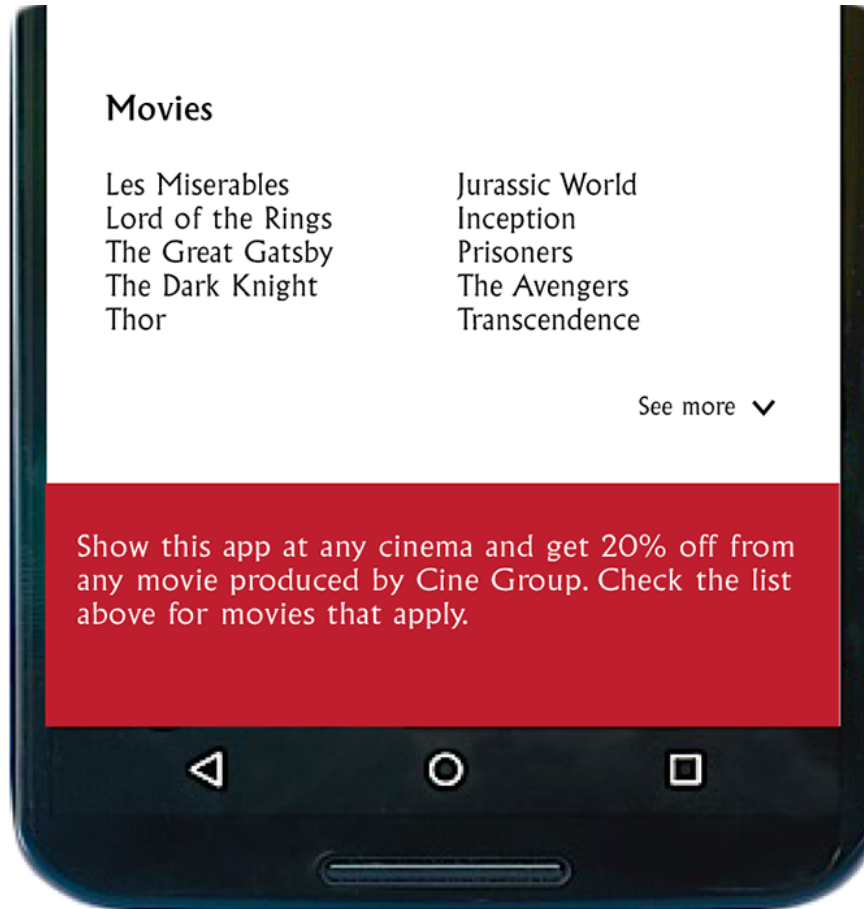 Movies
Les Miserables
Lord of the Rings
The Great Gatsby
The Dark Knight
Thor
Jurassic World
Inception
Prisoners
The Avengers
Transcendence
See more
Show this app at any cinema and get 20% off from
any movie produced by Cine Group. Check the list
above for movies that apply.